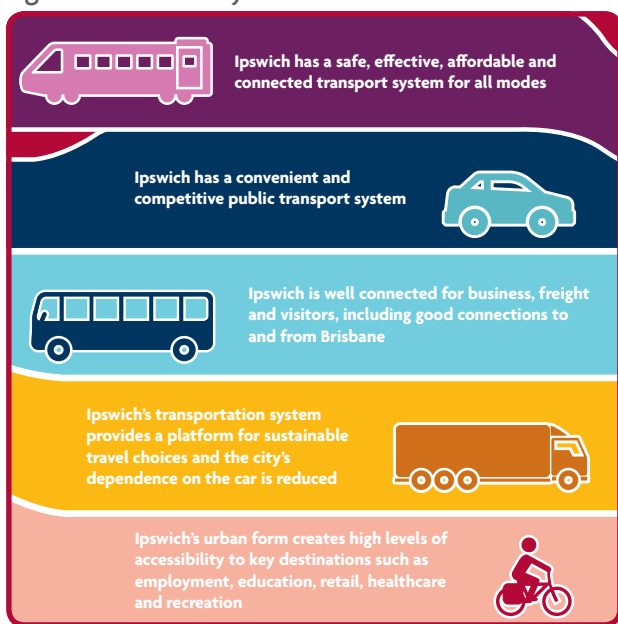 Ipswich has a safe, effective, affordable and
connected transport system for all modes
Ipswich has a convenient and
competitive public transport system
Ipswich is well connected for business, freight
and visitors, including good connections to
and from Brisbane
Ipswich's transportation system
provides a platform for sustainable
travel choices and the city's
dependence on the car is reduced
Ipswich's urban form creates high levels of
accessibility to key destinations such as
employment, education, retail, healthcare
and recreation